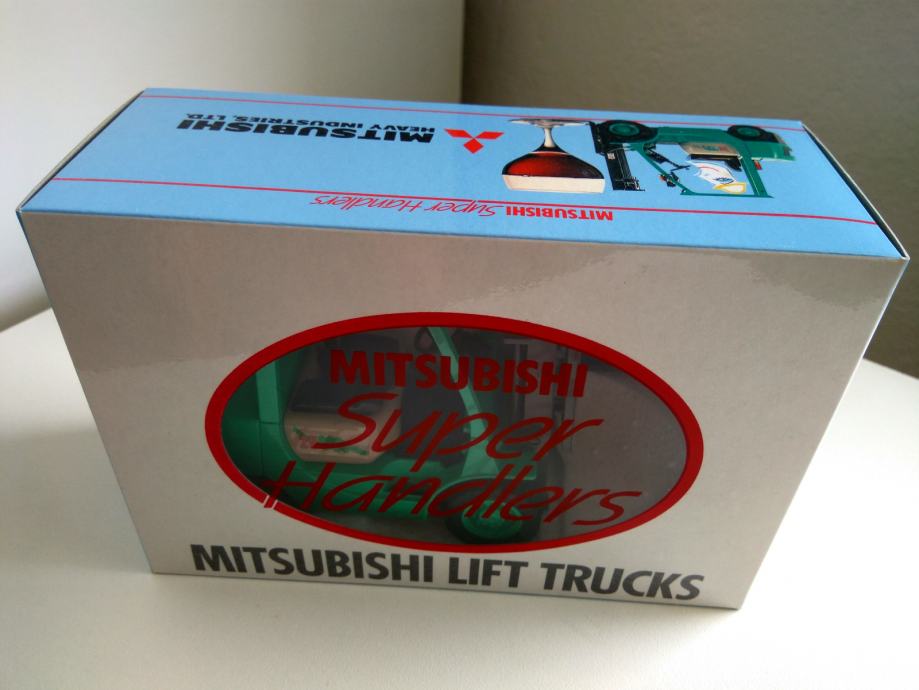 MITSUBISHI
HEAVY INDUSTRIES, LTD.
MITSUBISHI Super Handlers
MITSUBISHI
Super
Handlers
MITSUBISHI LIFT TRUCKS